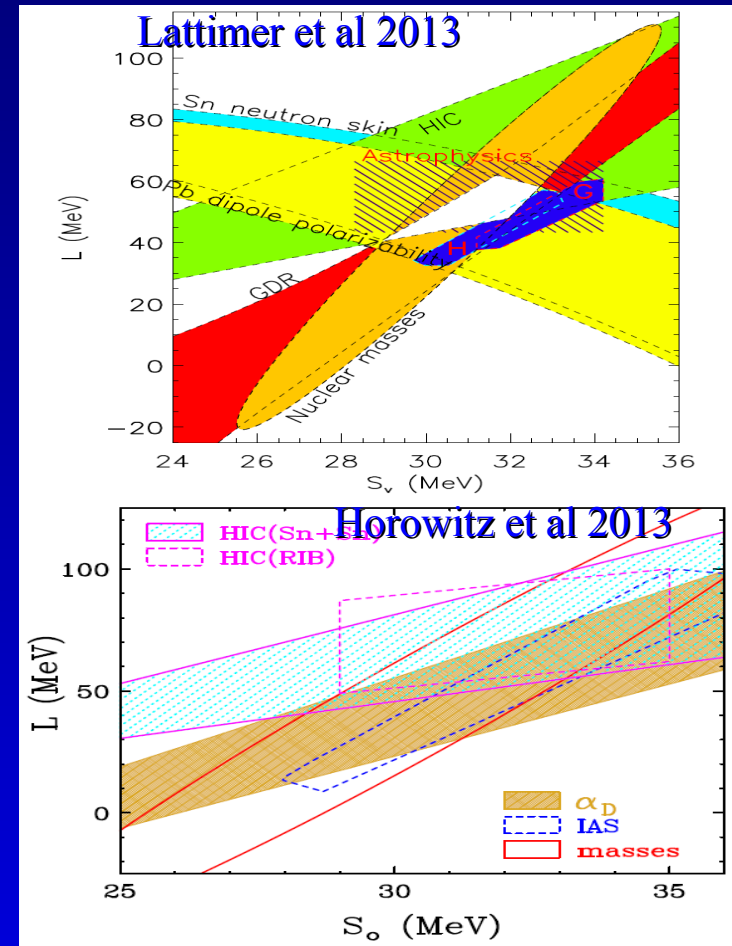 Lattimer et al 2013
100
80
60
40
20
0
−20
L (MeV)
Sn neutron skin
HIC
Astrophysics
Pb dipole polarizability
G
H
GDR
Nuclear masses
24 26 28 30 32 34 36
S_v (MeV)
Horowitz et al 2013
HIC(Sn+Sn)
HIC(RIB)
100
50
0
L (MeV)
α_D
IAS
masses
25 30 35
S_o (MeV)